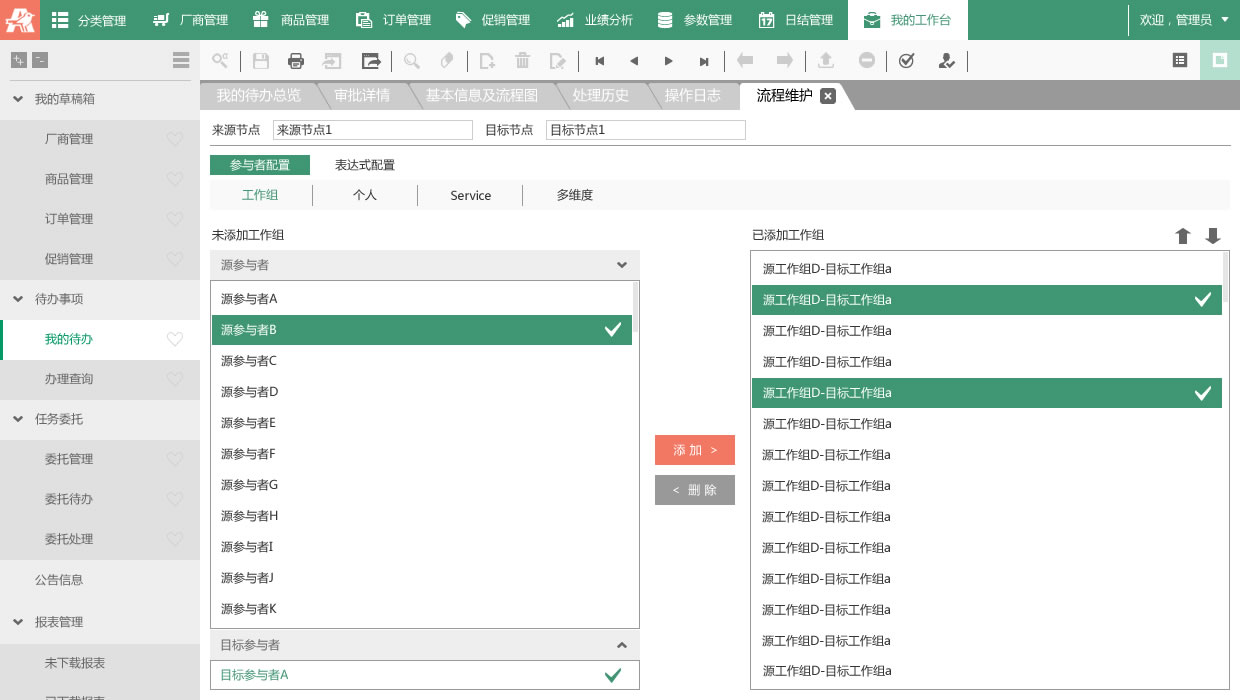 分类管理 厂商管理 商品管理 订单管理 促销管理 业绩分析 参数管理 日结管理 我的工作台 欢迎，管理员
我的草稿箱
厂商管理
商品管理
订单管理
促销管理
待办事项
我的待办
办理查询
任务委托
委托管理
委托待办
委托处理
公告信息
报表管理
未下载报表
已下载报表
我的待办总览 审批详情 基本信息及流程图 处理历史 操作日志 流程维护
来源节点 来源节点1 目标节点 目标节点1
参与者配置 表达式配置
工作组 个人 Service 多维度
未添加工作组
源参与者
源参与者A
源参与者B
源参与者C
源参与者D
源参与者E
源参与者F
源参与者G
源参与者H
源参与者I
源参与者J
源参与者K
目标参与者
目标参与者A
添 加 >
< 删 除
已添加工作组
源工作组D-目标工作组a
源工作组D-目标工作组a
源工作组D-目标工作组a
源工作组D-目标工作组a
源工作组D-目标工作组a
源工作组D-目标工作组a
源工作组D-目标工作组a
源工作组D-目标工作组a
源工作组D-目标工作组a
源工作组D-目标工作组a
源工作组D-目标工作组a
源工作组D-目标工作组a
源工作组D-目标工作组a
源工作组D-目标工作组a